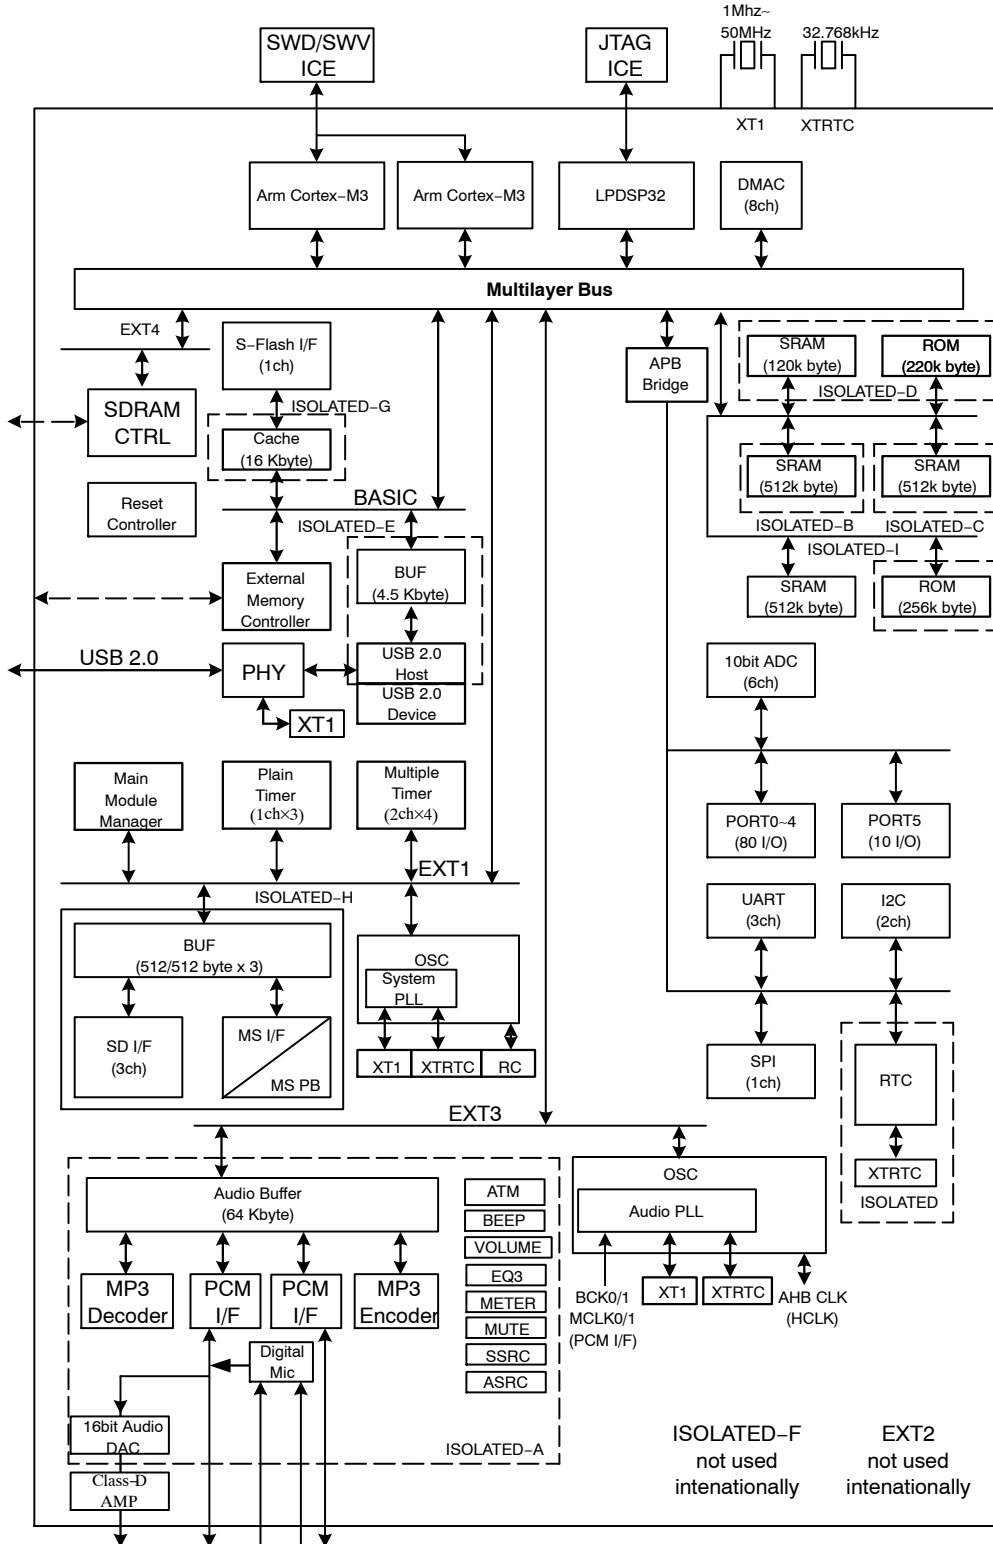 1Mhz~
50MHz
32.768kHz
SWD/SWV
ICE
JTAG
ICE
XT1
XTRTC
Arm Cortex−M3
Arm Cortex−M3
LPDSP32
DMAC
(8ch)
Multilayer Bus
EXT4
S−Flash I/F
(1ch)
APB
Bridge
SRAM
(120k byte)
ROM
(220k byte)
ISOLATED−D
ISOLATED−G
SDRAM
CTRL
Cache
(16 Kbyte)
SRAM
(512k byte)
SRAM
(512k byte)
Reset
Controller
BASIC
ISOLATED−E
ISOLATED−B
ISOLATED−C
ISOLATED−I
External
Memory
Controller
BUF
(4.5 Kbyte)
SRAM
(512k byte)
ROM
(256k byte)
USB 2.0
PHY
USB 2.0
Host
USB 2.0
Device
XT1
10bit ADC
(6ch)
Main
Module
Manager
Plain
Timer
(1ch×3)
Multiple
Timer
(2ch×4)
PORT0~4
(80 I/O)
PORT5
(10 I/O)
EXT1
ISOLATED−H
UART
(3ch)
I2C
(2ch)
BUF
(512/512 byte x 3)
OSC
System
PLL
SD I/F
(3ch)
MS I/F
MS PB
XT1
XTRTC
RC
SPI
(1ch)
RTC
XTRTC
ISOLATED
EXT3
Audio Buffer
(64 Kbyte)
ATM
BEEP
VOLUME
EQ3
METER
MUTE
SSRC
ASRC
OSC
Audio PLL
MP3
Decoder
PCM
I/F
PCM
I/F
MP3
Encoder
BCK0/1
MCLK0/1
(PCM I/F)
XT1
XTRTC
AHB CLK
(HCLK)
Digital
Mic
16bit Audio
DAC
ISOLATED−A
Class−D
AMP
ISOLATED−F
not used
intenationally
EXT2
not used
intenationally